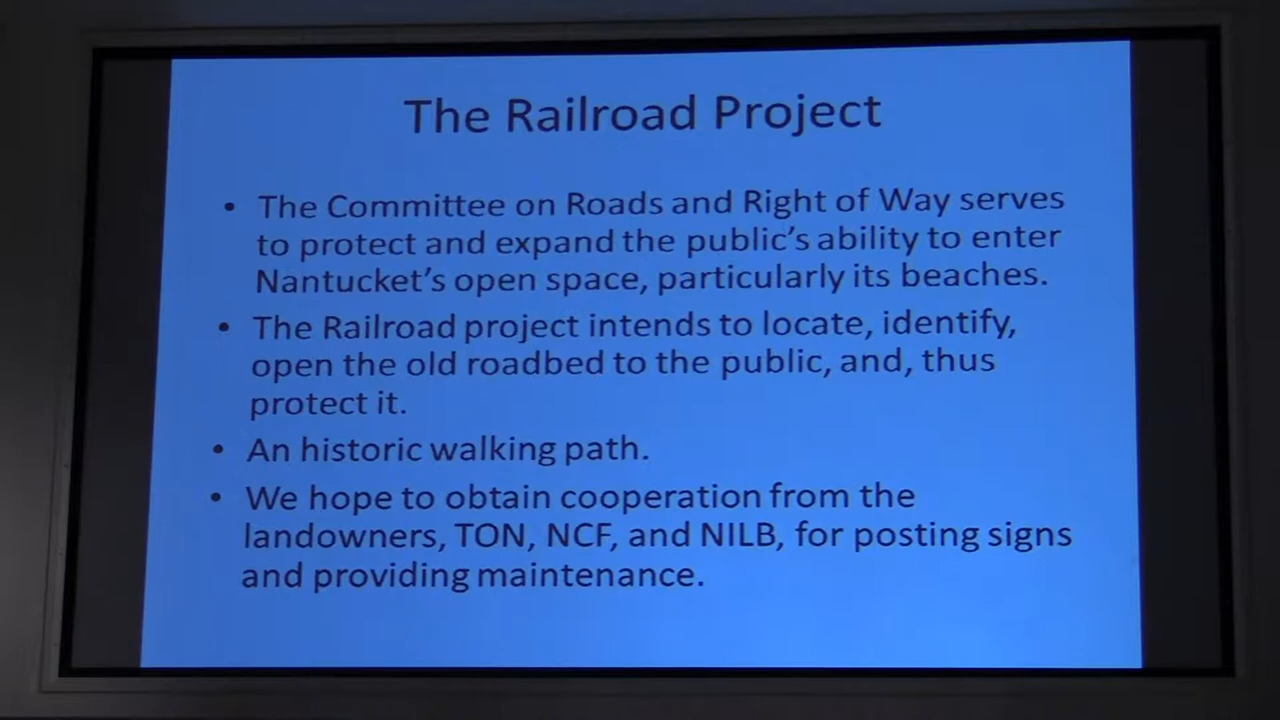 The Railroad Project
• The Committee on Roads and Right of Way serves
to protect and expand the public's ability to enter
Nantucket's open space, particularly its beaches.
• The Railroad project intends to locate, identify,
open the old roadbed to the public, and, thus
protect it.
• An historic walking path.
• We hope to obtain cooperation from the
landowners, TON, NCF, and NILB, for posting signs
and providing maintenance.